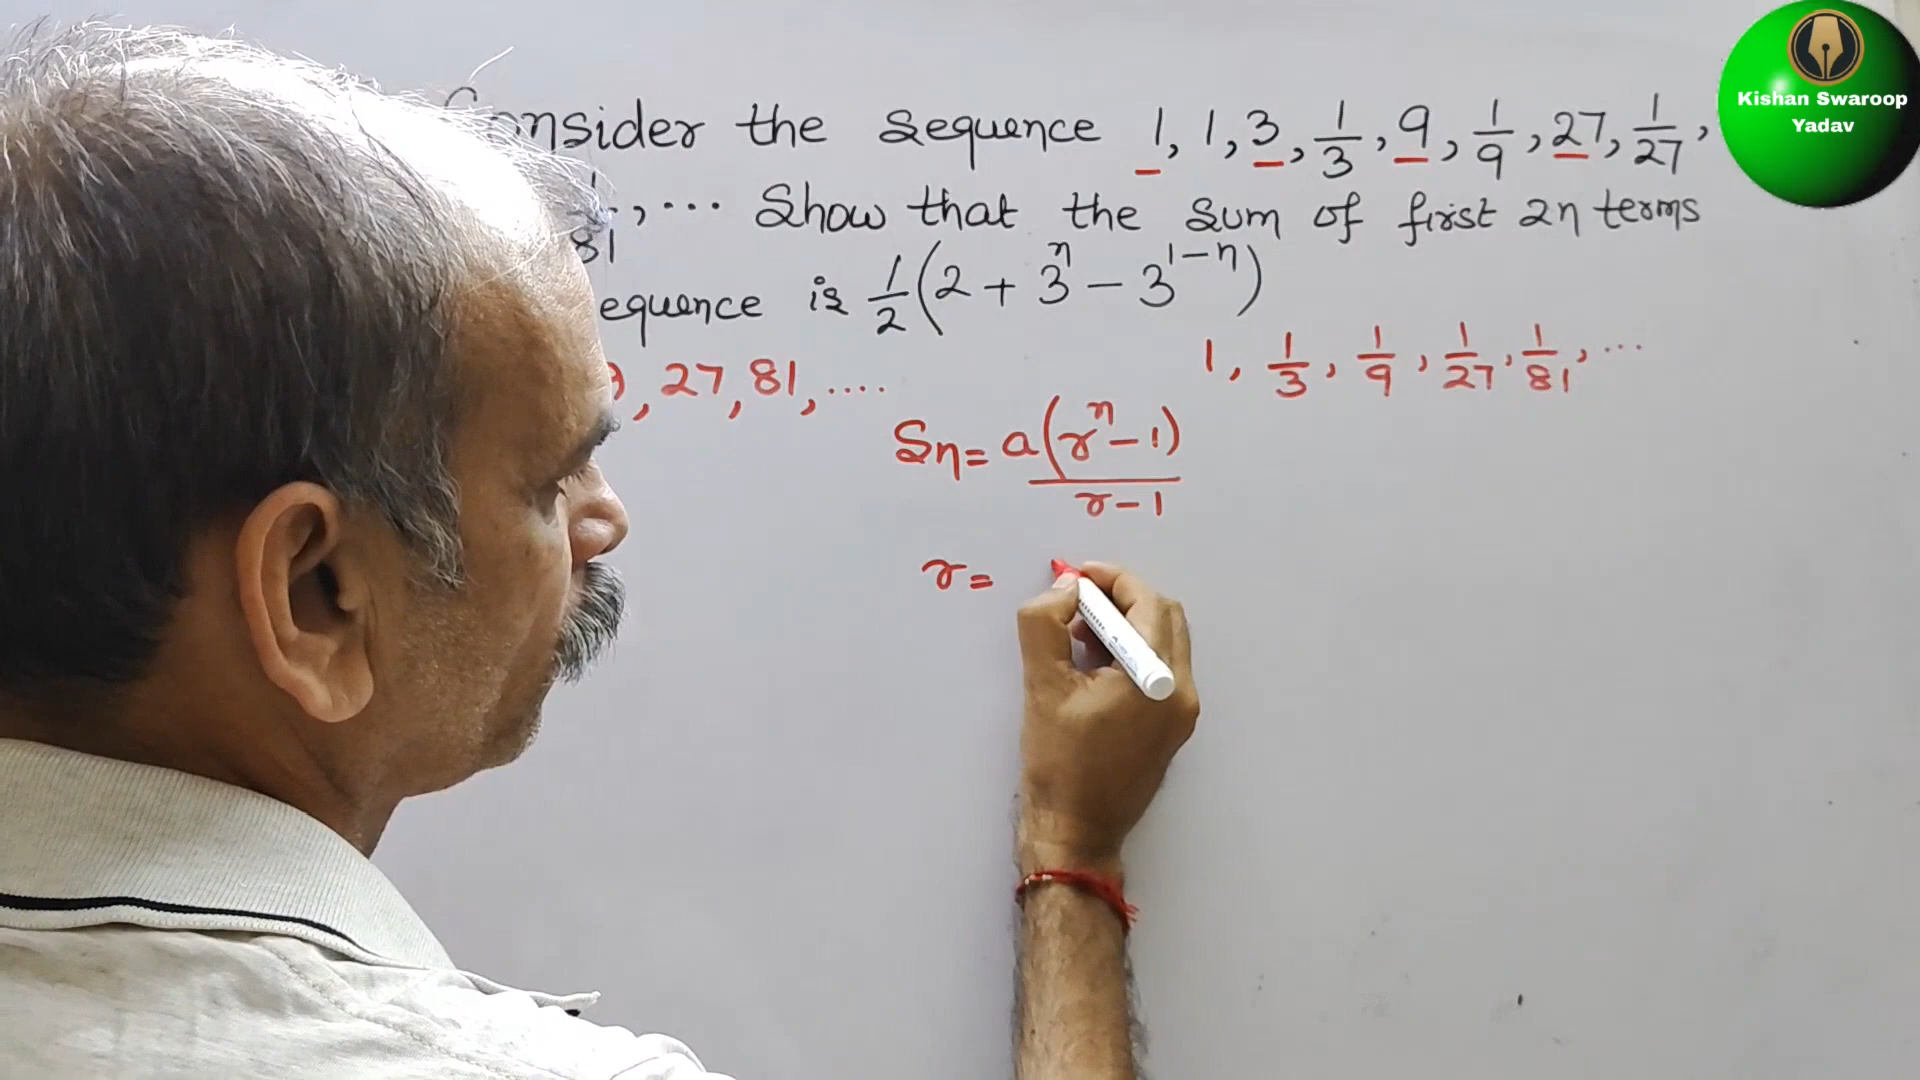 Kishan Swaroop
Yadav
Consider the sequence 1, 1, 3, 1/3, 9, 1/9, 27, 1/27,
81, ... Show that the sum of first 2n terms
equence is 1/2(2 + 3^n - 3^(1-n))
, 27, 81, ....
1, 1/3, 1/9, 1/27, 1/81, ...
Sn = a(r^n - 1)/(r - 1)
r =